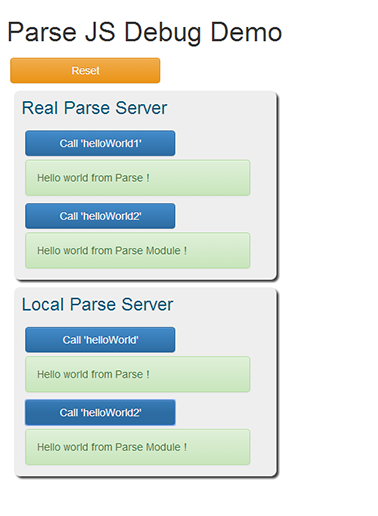 Parse JS Debug Demo
Reset
Real Parse Server
Call 'helloWorld1'
Hello world from Parse !
Call 'helloWorld2'
Hello world from Parse Module !
Local Parse Server
Call 'helloWorld'
Hello world from Parse !
Call 'helloWorld2'
Hello world from Parse Module !